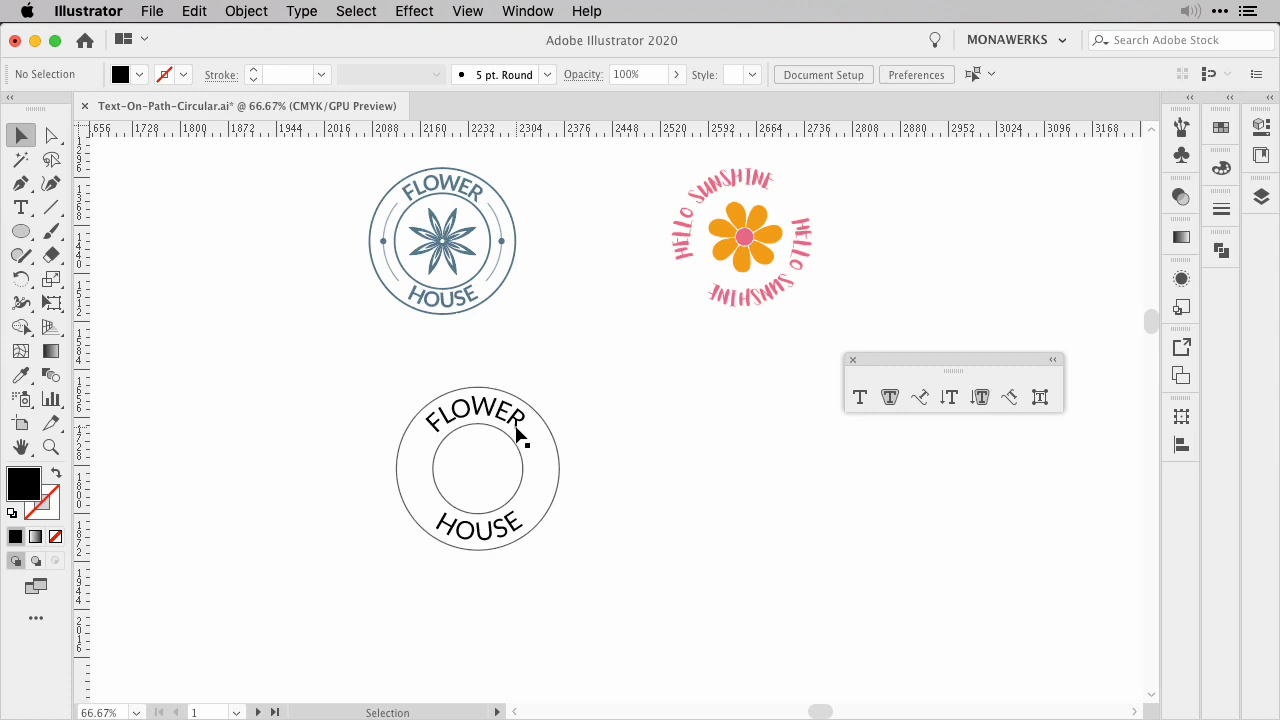 Illustrator File Edit Object Type Select Effect View Window Help
Adobe Illustrator 2020
MONAWERKS
Search Adobe Stock
No Selection
Stroke:
5 pt. Round
Opacity:
100%
Style:
Document Setup
Preferences
Text-On-Path-Circular.ai* @ 66.67% (CMYK/GPU Preview)
656 1728 1800 1872 1944 2016 2088 2160 2232 2304 2376 2448 2520 2592 2664 2736 2808 2880 2952 3024 3096 3168
FLOWER
HOUSE
HELLO SUNSHINE
HELLO SUNSHINE
HELLO SUNSHINE
FLOWER
HOUSE
66.67%
1
Selection